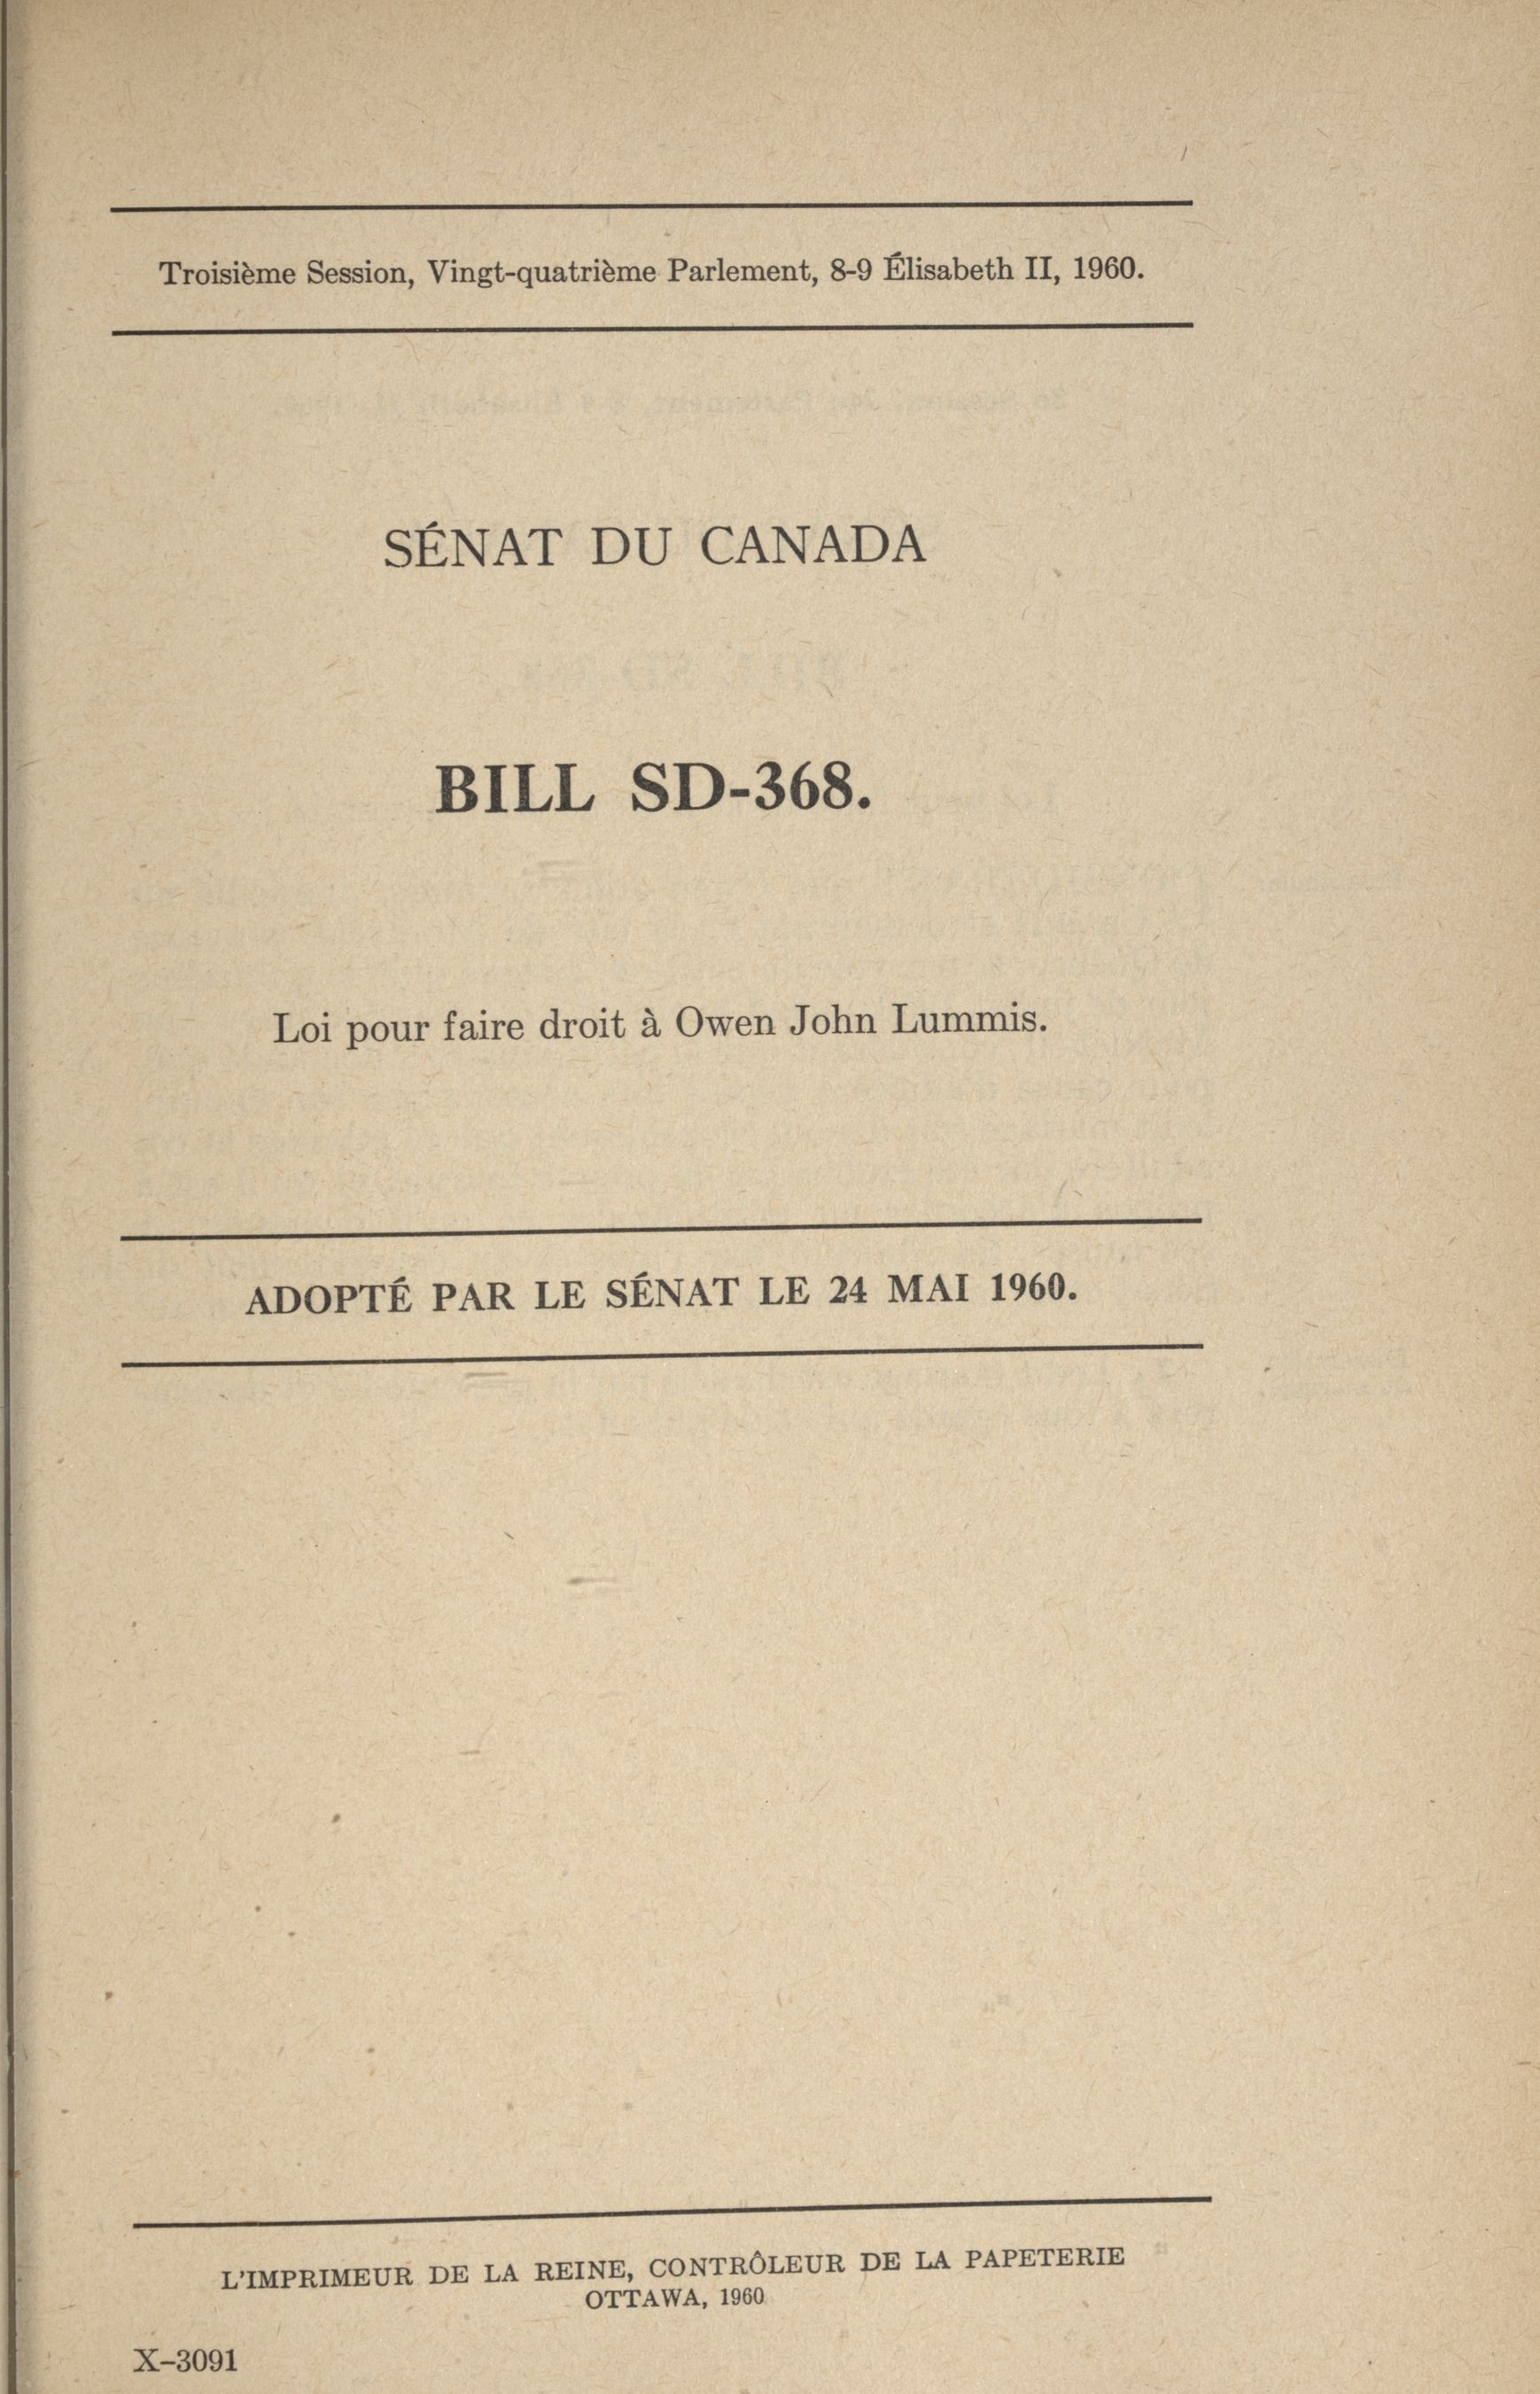 Troisième Session, Vingt-quatrième Parlement, 8-9 Élisabeth II, 1960.
SÉNAT DU CANADA
BILL SD-368.
Loi pour faire droit à Owen John Lummis.
ADOPTÉ PAR LE SÉNAT LE 24 MAI 1960.
L'IMPRIMEUR DE LA REINE, CONTRÔLEUR DE LA PAPETERIE
OTTAWA, 1960
X-3091